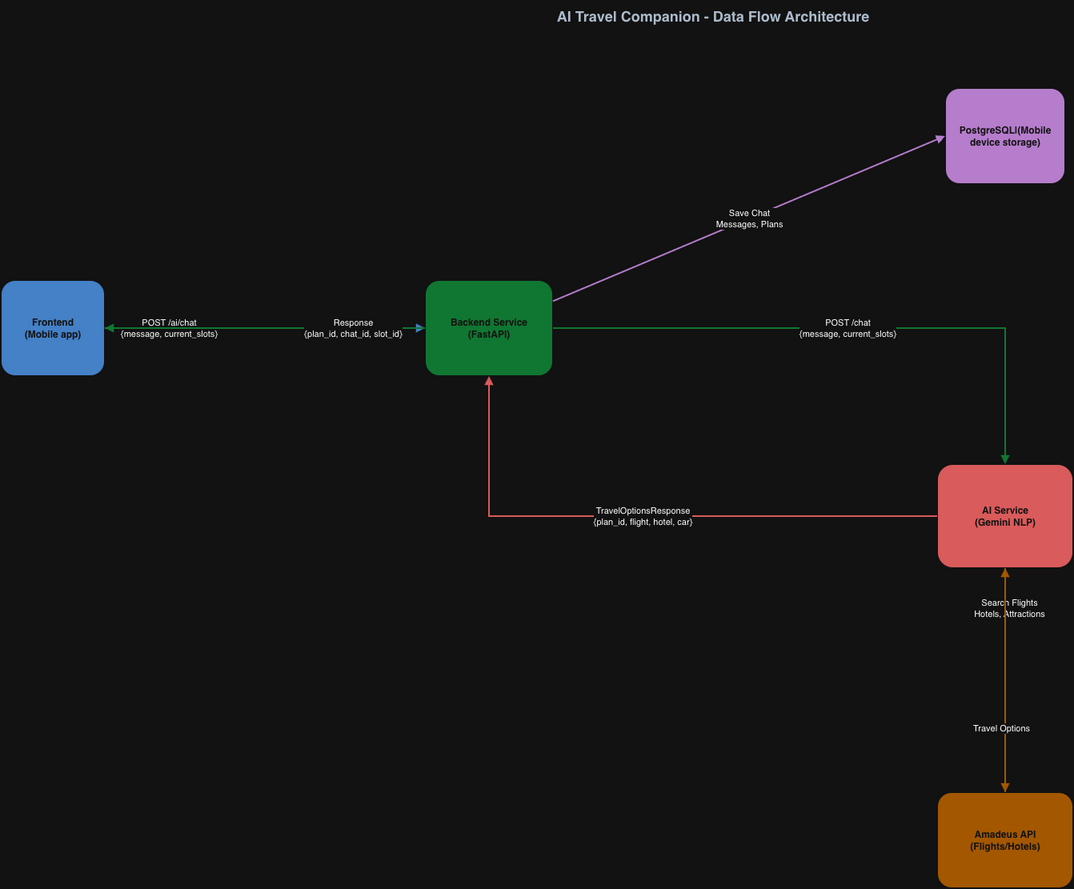 AI Travel Companion - Data Flow Architecture
PostgreSQLl(Mobile
device storage)
Save Chat
Messages, Plans
Frontend
(Mobile app)
POST /ai/chat
{message, current_slots}
Response
{plan_id, chat_id, slot_id}
Backend Service
(FastAPI)
POST /chat
{message, current_slots}
TravelOptionsResponse
{plan_id, flight, hotel, car}
AI Service
(Gemini NLP)
Search Flights
Hotels, Attractions
Travel Options
Amadeus API
(Flights/Hotels)